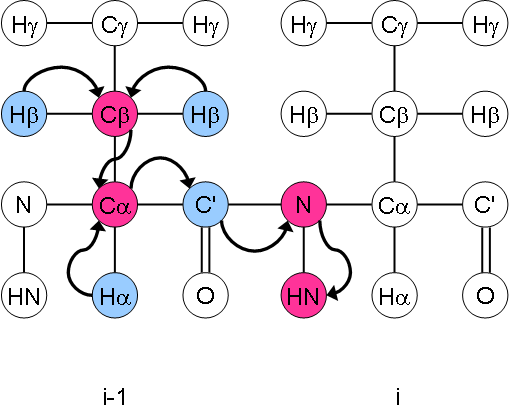 Hγ Cγ Hγ Hγ Cγ Hγ
Hβ Cβ Hβ Hβ Cβ Hβ
N Cα C' N Cα C'
HN Hα O HN Hα O
i-1 i